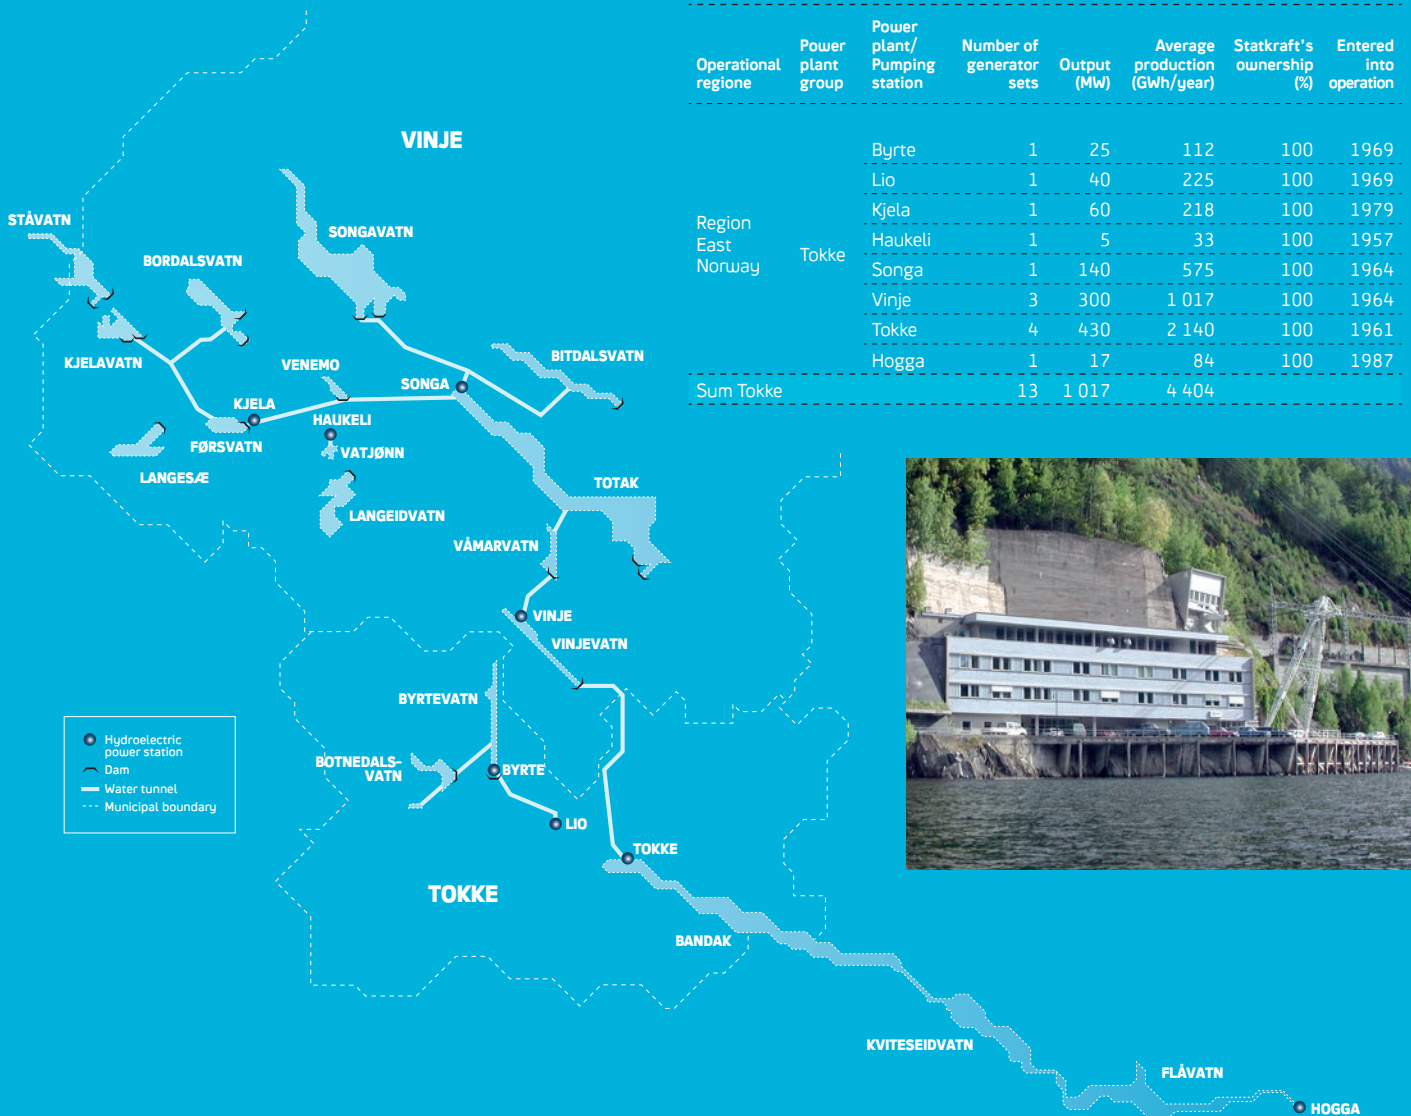 Operational regione
Power plant group
Power plant/ Pumping station
Number of generator sets
Output (MW)
Average production (GWh/year)
Statkraft's ownership (%)
Entered into operation
Region East Norway
Tokke
Byrte 1 25 112 100 1969
Lio 1 40 225 100 1969
Kjela 1 60 218 100 1979
Haukeli 1 5 33 100 1957
Songa 1 140 575 100 1964
Vinje 3 300 1 017 100 1964
Tokke 4 430 2 140 100 1961
Hogga 1 17 84 100 1987
Sum Tokke 13 1 017 4 404
VINJE
STÅVATN
SONGAVATN
BORDALSVATN
KJELAVATN
VENEMO
SONGA
BITDALSVATN
KJELA
HAUKELI
FØRSVATN
VATJØNN
LANGESÆ
TOTAK
LANGEIDVATN
VÅMARVATN
VINJE
VINJEVATN
BYRTEVATN
BOTNEDALS-
VATN
BYRTE
LIO
TOKKE
TOKKE
BANDAK
KVITESEIDVATN
FLÅVATN
HOGGA
Hydroelectric
power station
Dam
Water tunnel
Municipal boundary